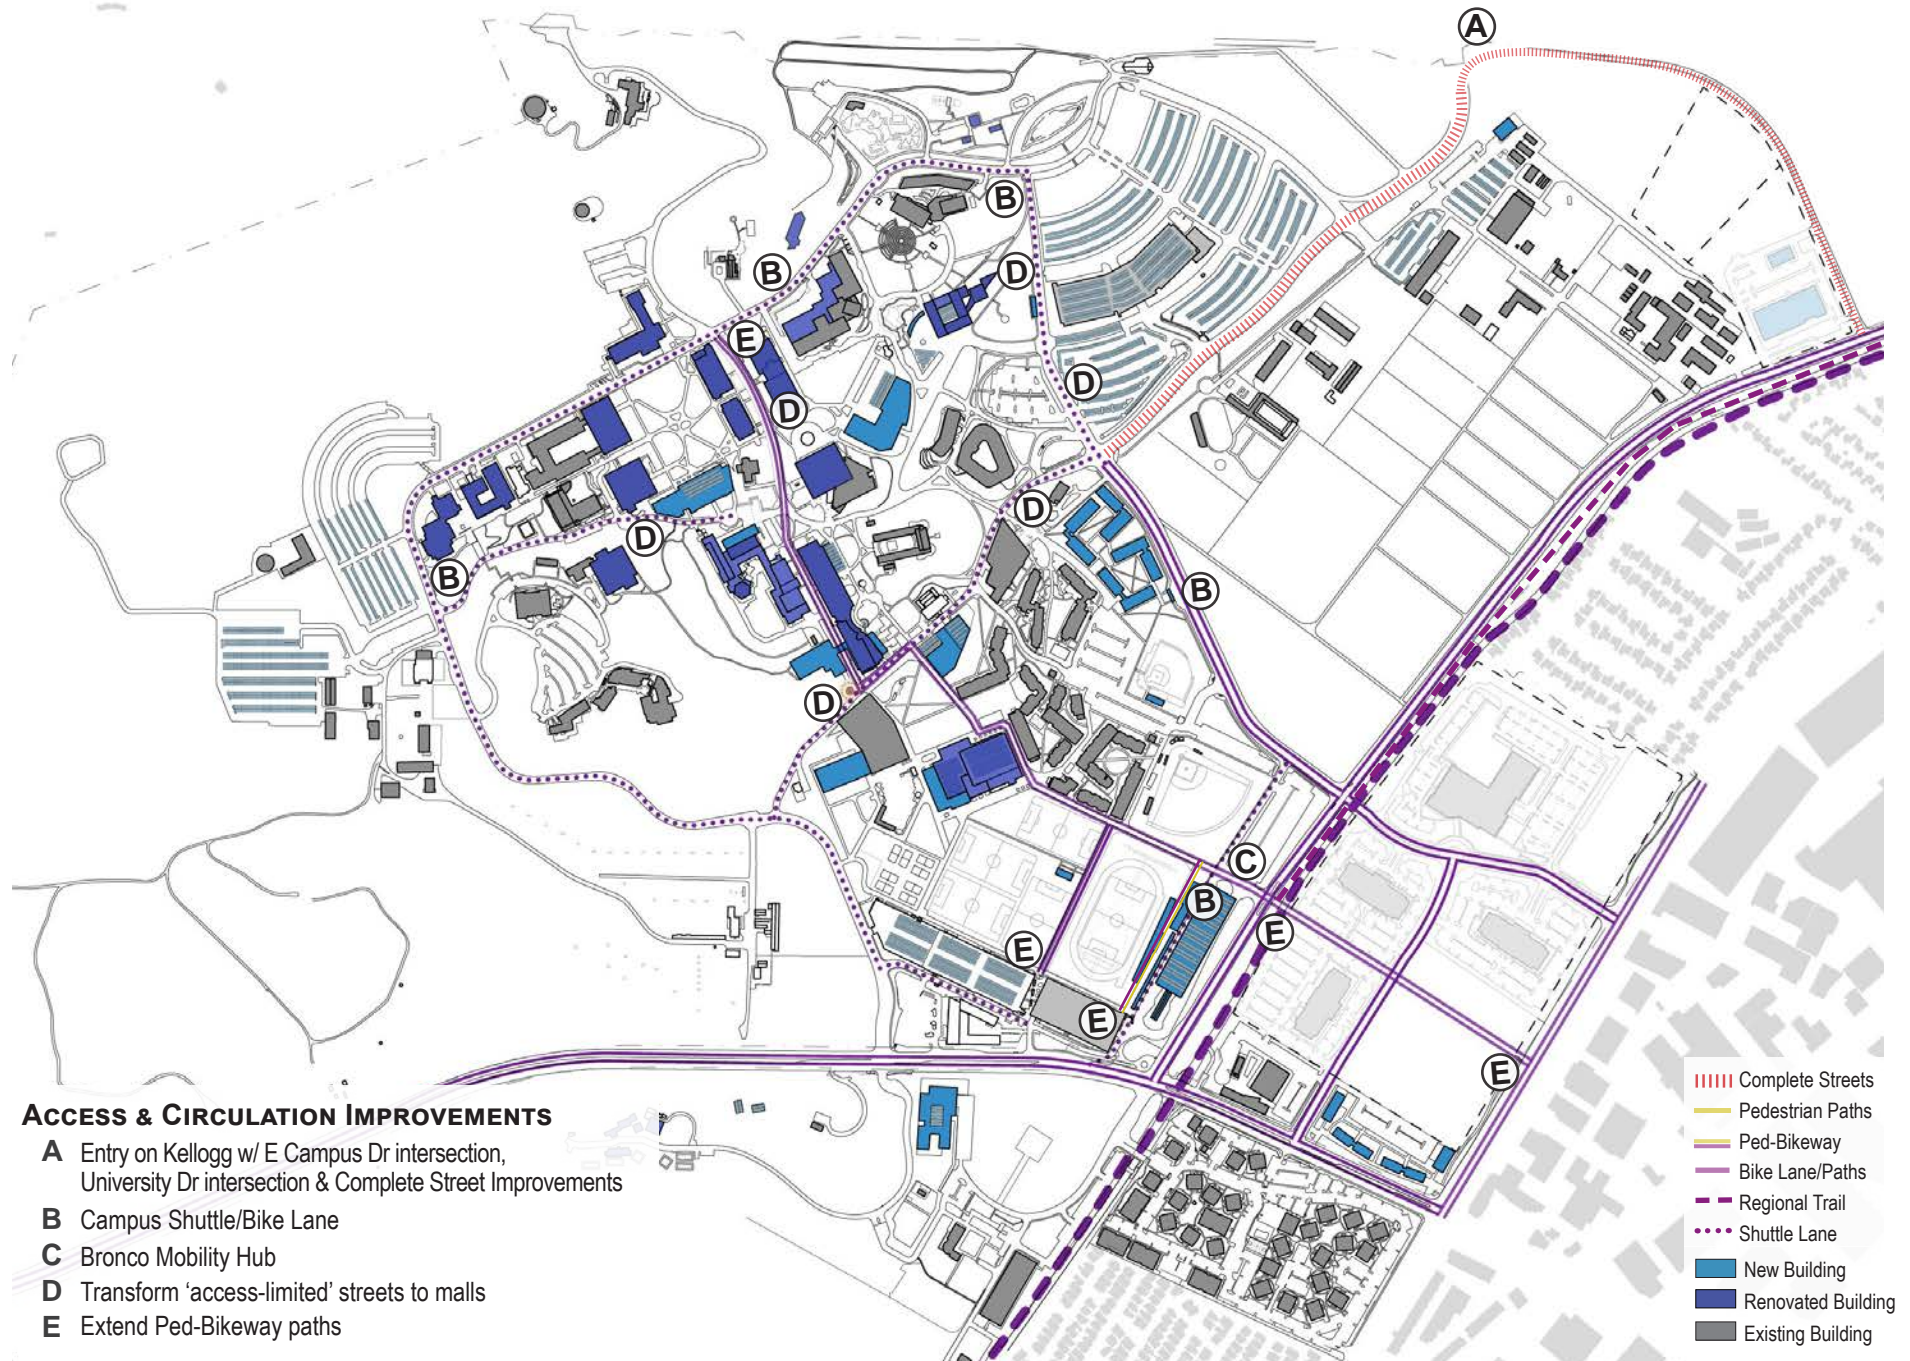 A
B
D
B
E
D
D
D
D
B
B
D
C
B
E
E
E
E
ACCESS & CIRCULATION IMPROVEMENTS
A Entry on Kellogg w/ E Campus Dr intersection,
University Dr intersection & Complete Street Improvements
B Campus Shuttle/Bike Lane
C Bronco Mobility Hub
D Transform ‘access-limited’ streets to malls
E Extend Ped-Bikeway paths
Complete Streets
Pedestrian Paths
Ped-Bikeway
Bike Lane/Paths
Regional Trail
Shuttle Lane
New Building
Renovated Building
Existing Building